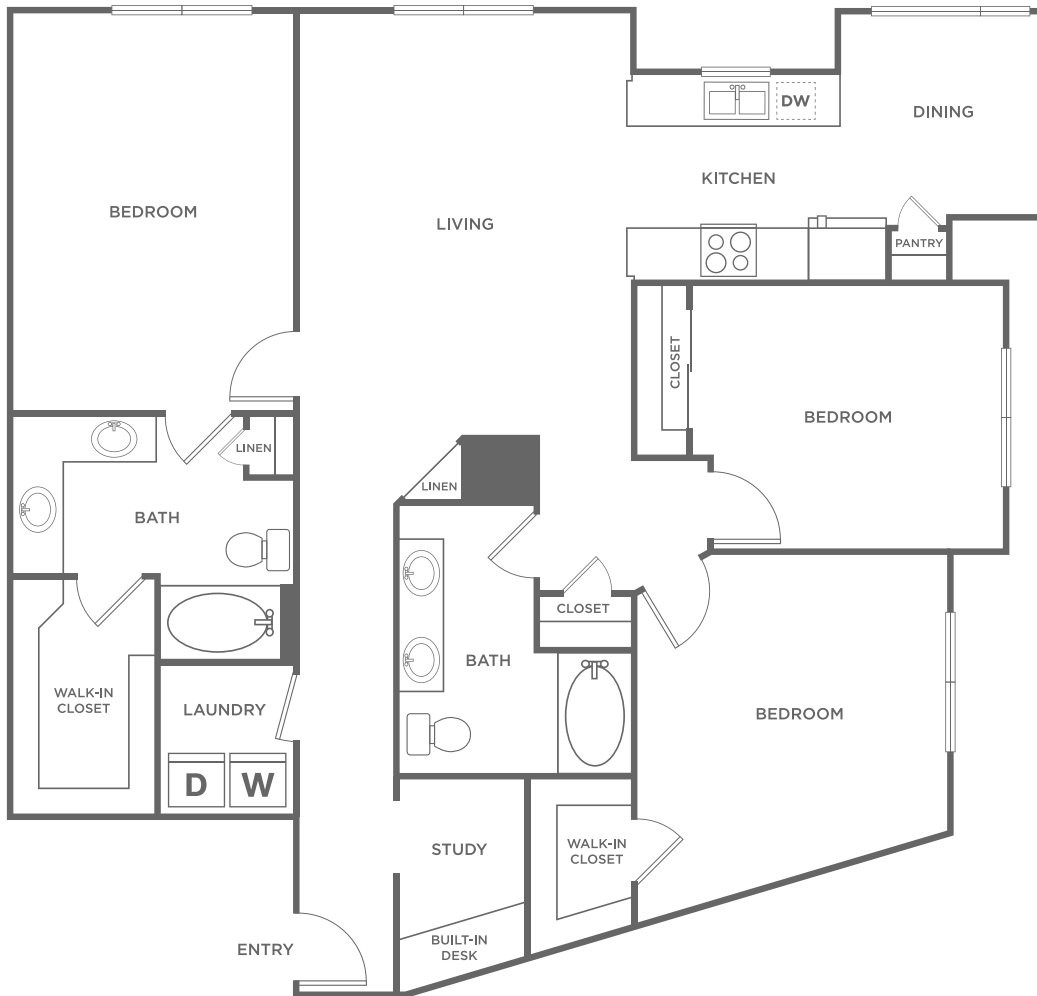 DW
DINING
KITCHEN
BEDROOM
LIVING
PANTRY
CLOSET
BEDROOM
LINEN
LINEN
BATH
CLOSET
BATH
WALK-IN
CLOSET
LAUNDRY
BEDROOM
D
W
STUDY
WALK-IN
CLOSET
ENTRY
BUILT-IN
DESK